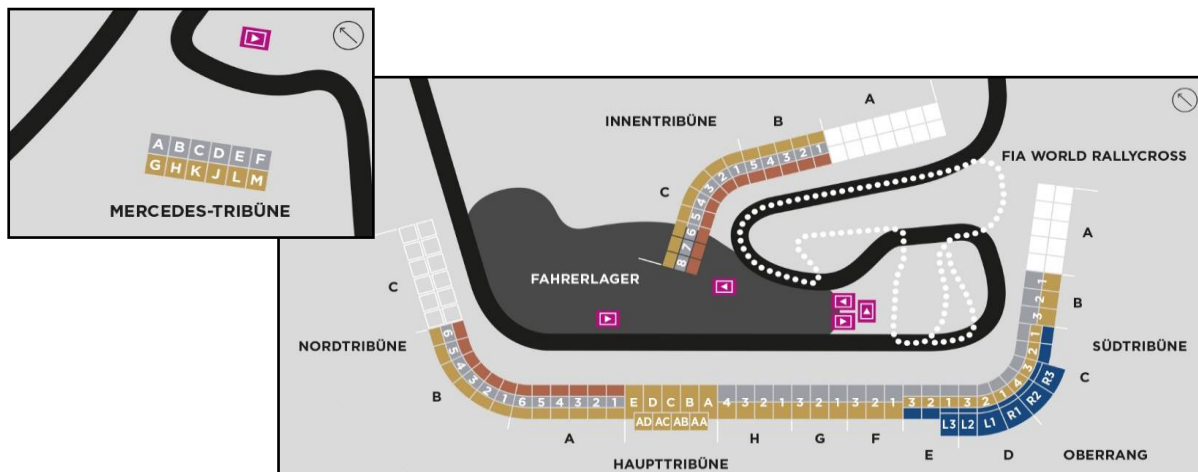 A B C D E F
G H K J L M
MERCEDES-TRIBÜNE
A
INNENTRIBÜNE B
1 5 4 3 2 1
C 8 7 6 5 4 3 2
FIA WORLD RALLYCROSS
A
FAHRERLAGER
C
B
1 2 3
NORDTRIBÜNE
SÜDTRIBÜNE
6 5 4 3 2 1
B
6 5 4 3 2 1
A
E D C B A
AD AC AB AA
HAUPTTRIBÜNE
4 3 2 1
H
3 2 1
G
3 2 1
F
3 2 1
E
3 2 1
D
4 3 2 1
C
L3 L2 L1 R1 R2 R3
OBERRANG